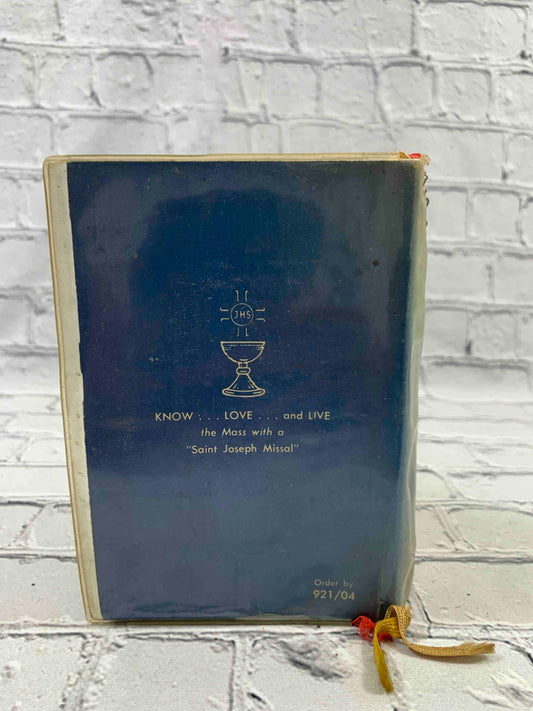 JHS
KNOW . . . LOVE . . . and LIVE
the Mass with a
"Saint Joseph Missal"
Order by
921/04